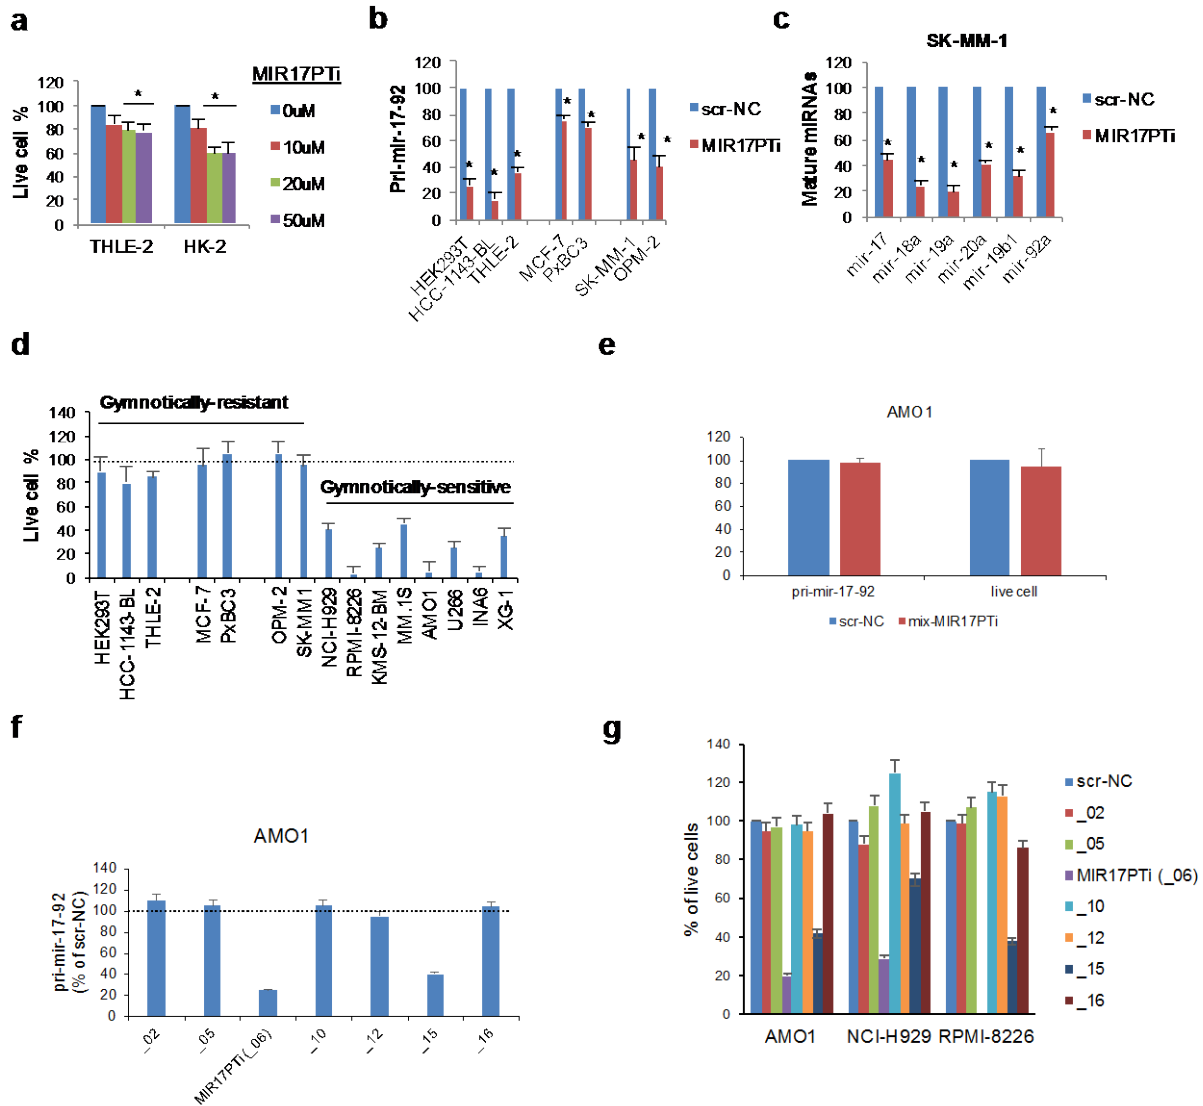 a
MIR17PTi
Live cell %
120
100
80
60
40
20
0
*
*
0uM
10uM
20uM
50uM
THLE-2
HK-2
b
Pri-mir-17-92
120
100
80
60
40
20
0
*
*
*
*
*
*
*
scr-NC
MIR17PTi
HEK293T
HCC-1143-BL
THLE-2
MCF-7
PxBC3
SK-MM-1
OPM-2
c
SK-MM-1
Mature miRNAs
120
100
80
60
40
20
0
*
*
*
*
*
*
scr-NC
MIR17PTi
mir-17
mir-18a
mir-19a
mir-20a
mir-19b1
mir-92a
d
Gymnotically-resistant
Gymnotically-sensitive
Live cell %
140
120
100
80
60
40
20
0
HEK293T
HCC-1143-BL
THLE-2
MCF-7
PxBC3
OPM-2
SK-MM1
NCI-H929
RPMI-8226
KMS-12-BM
MM.1S
AMO1
U266
INA6
XG-1
e
AMO1
120
100
80
60
40
20
0
pri-mir-17-92
live cell
scr-NC
mix-MIR17PTi
f
AMO1
pri-mir-17-92
(% of scr-NC)
140
120
100
80
60
40
20
0
_02
_05
MIR17PTi (_06)
_10
_12
_15
_16
g
% of live cells
140
120
100
80
60
40
20
0
AMO1
NCI-H929
RPMI-8226
scr-NC
_02
_05
MIR17PTi (_06)
_10
_12
_15
_16